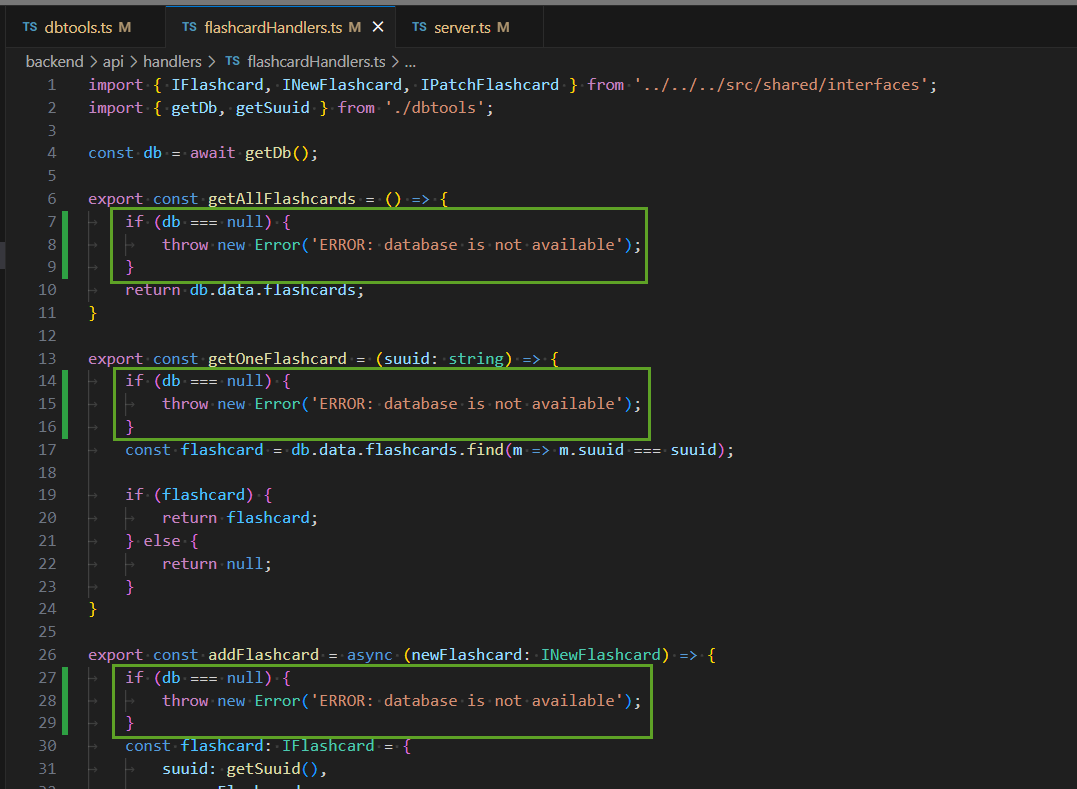 TS dbtools.ts M TS flashcardHandlers.ts M TS server.ts M
backend > api > handlers > TS flashcardHandlers.ts > ...
1 import { IFlashcard, INewFlashcard, IPatchFlashcard } from '../../../src/shared/interfaces';
2 import { getDb, getSuuid } from './dbtools';
3
4 const db = await getDb();
5
6 export const getAllFlashcards = () => {
7 if (db === null) {
8 throw new Error('ERROR: database is not available');
9 }
10 return db.data.flashcards;
11 }
12
13 export const getOneFlashcard = (suuid: string) => {
14 if (db === null) {
15 throw new Error('ERROR: database is not available');
16 }
17 const flashcard = db.data.flashcards.find(m => m.suuid === suuid);
18
19 if (flashcard) {
20 return flashcard;
21 } else {
22 return null;
23 }
24 }
25
26 export const addFlashcard = async (newFlashcard: INewFlashcard) => {
27 if (db === null) {
28 throw new Error('ERROR: database is not available');
29 }
30 const flashcard: IFlashcard = {
31 suuid: getSuuid(),